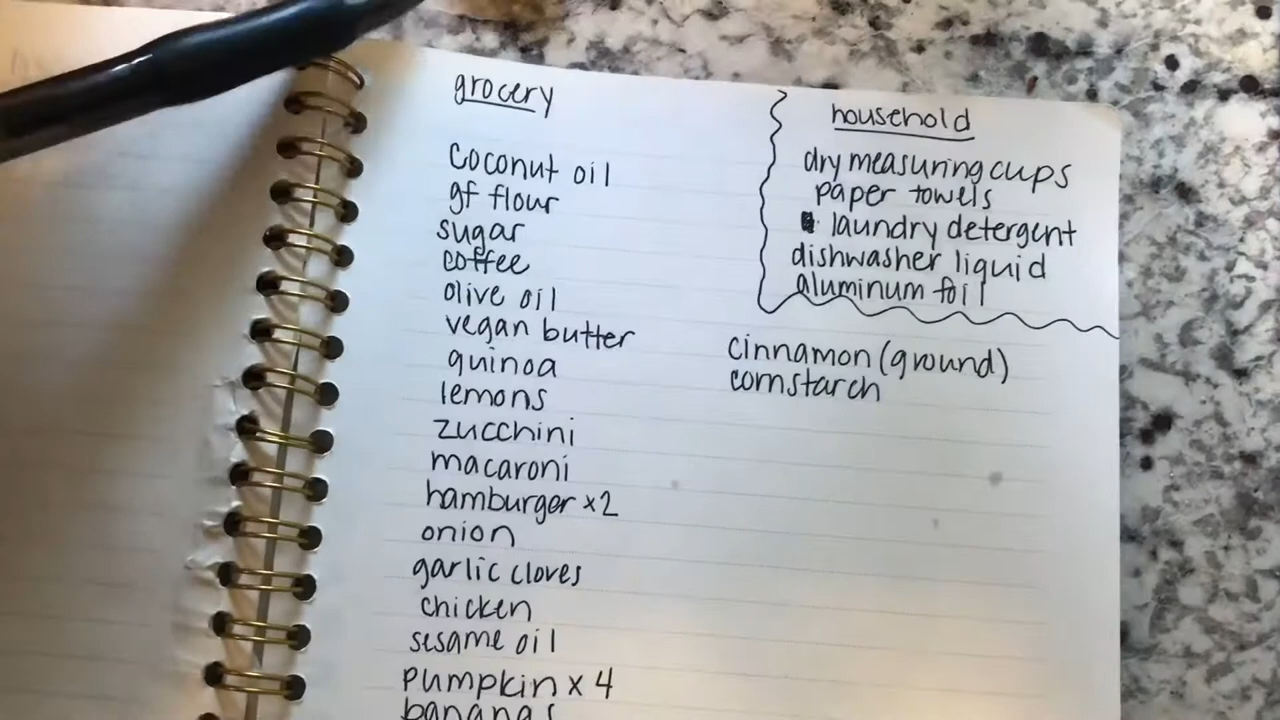 grocery
coconut oil
gf flour
sugar
coffee
olive oil
vegan butter
quinoa
lemons
zucchini
macaroni
hamburger x2
onion
garlic cloves
chicken
sesame oil
pumpkin x 4
bananas
household
dry measuring cups
paper towels
laundry detergent
dishwasher liquid
aluminum foil
cinnamon (ground)
cornstarch